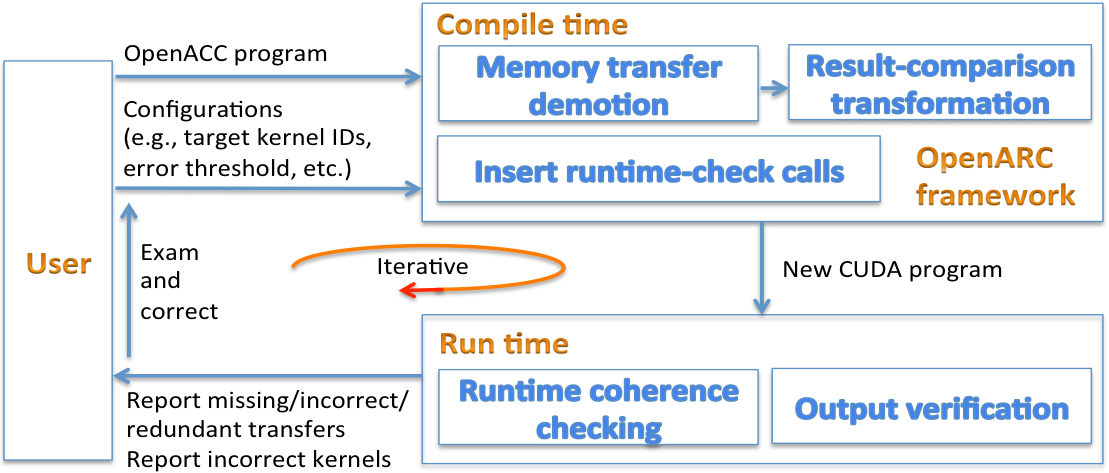 OpenACC program
Configurations
(e.g., target kernel IDs,
error threshold, etc.)
User
Exam
and
correct
Iterative
Report missing/incorrect/
redundant transfers
Report incorrect kernels
Compile time
Memory transfer
demotion
Result-comparison
transformation
Insert runtime-check calls
OpenARC
framework
New CUDA program
Run time
Runtime coherence
checking
Output verification